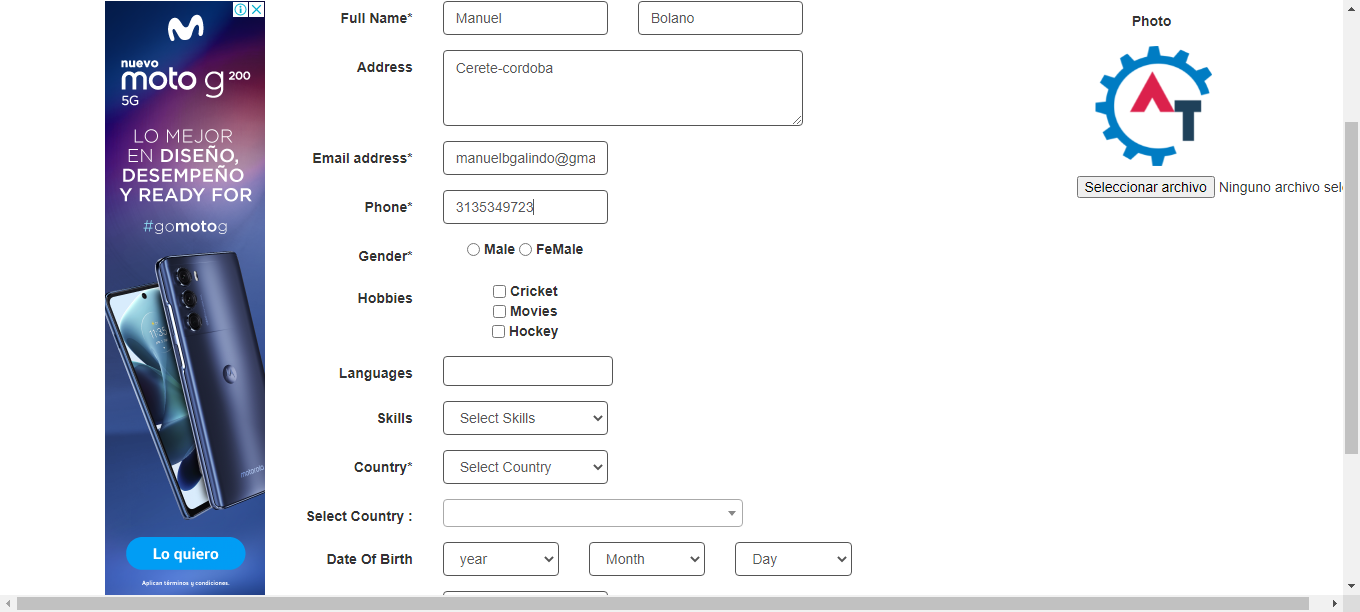 nuevo
moto g 200
5G
LO MEJOR
EN DISEÑO,
DESEMPEÑO
Y READY FOR
#gomotog
11:35
motorola
Lo quiero
Aplican términos y condiciones.
Full Name*
Manuel
Bolano
Address
Cerete-cordoba
Email address*
manuelbgalindo@gma
Phone*
3135349723
Gender*
Male
FeMale
Hobbies
Cricket
Movies
Hockey
Languages
Skills
Select Skills
Country*
Select Country
Select Country :
Date Of Birth
year
Month
Day
Photo
AT
Seleccionar archivo
Ninguno archivo sel